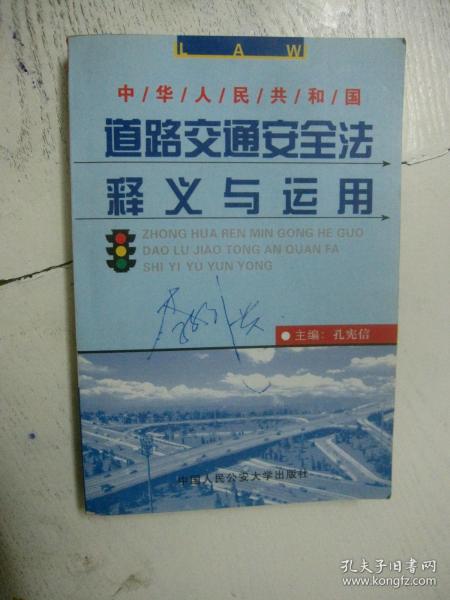 LAW
中/华/人/民/共/和/国
道路交通安全法
释义与运用
ZHONG HUA REN MIN GONG HE GUO
DAO LU JIAO TONG AN QUAN FA
SHI YI YU YUN YONG
●主编：孔宪信
中国人民公安大学出版社
孔夫子旧书网
www.kongfz.com